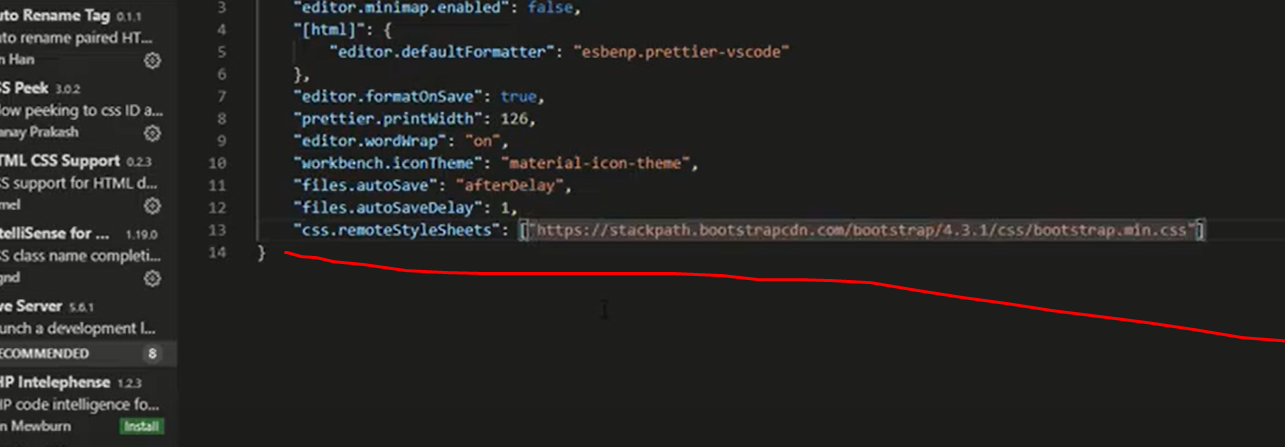 uto Rename Tag 0.1.1
uto rename paired HT...
n Han
SS Peek 3.0.2
low peeking to css ID a...
anay Prakash
TML CSS Support 0.2.3
SS support for HTML d...
mel
telliSense for ... 1.19.0
SS class name completi...
gnd
ve Server 5.6.1
unch a development l...
ECOMMENDED 8
HP Intelephense 1.2.3
HP code intelligence fo...
n Mewburn Install
3 "editor.minimap.enabled": false,
4 "[html]": {
5 "editor.defaultFormatter": "esbenp.prettier-vscode"
6 },
7 "editor.formatOnSave": true,
8 "prettier.printWidth": 126,
9 "editor.wordWrap": "on",
10 "workbench.iconTheme": "material-icon-theme",
11 "files.autoSave": "afterDelay",
12 "files.autoSaveDelay": 1,
13 "css.remoteStyleSheets": ["https://stackpath.bootstrapcdn.com/bootstrap/4.3.1/css/bootstrap.min.css"]
14 }